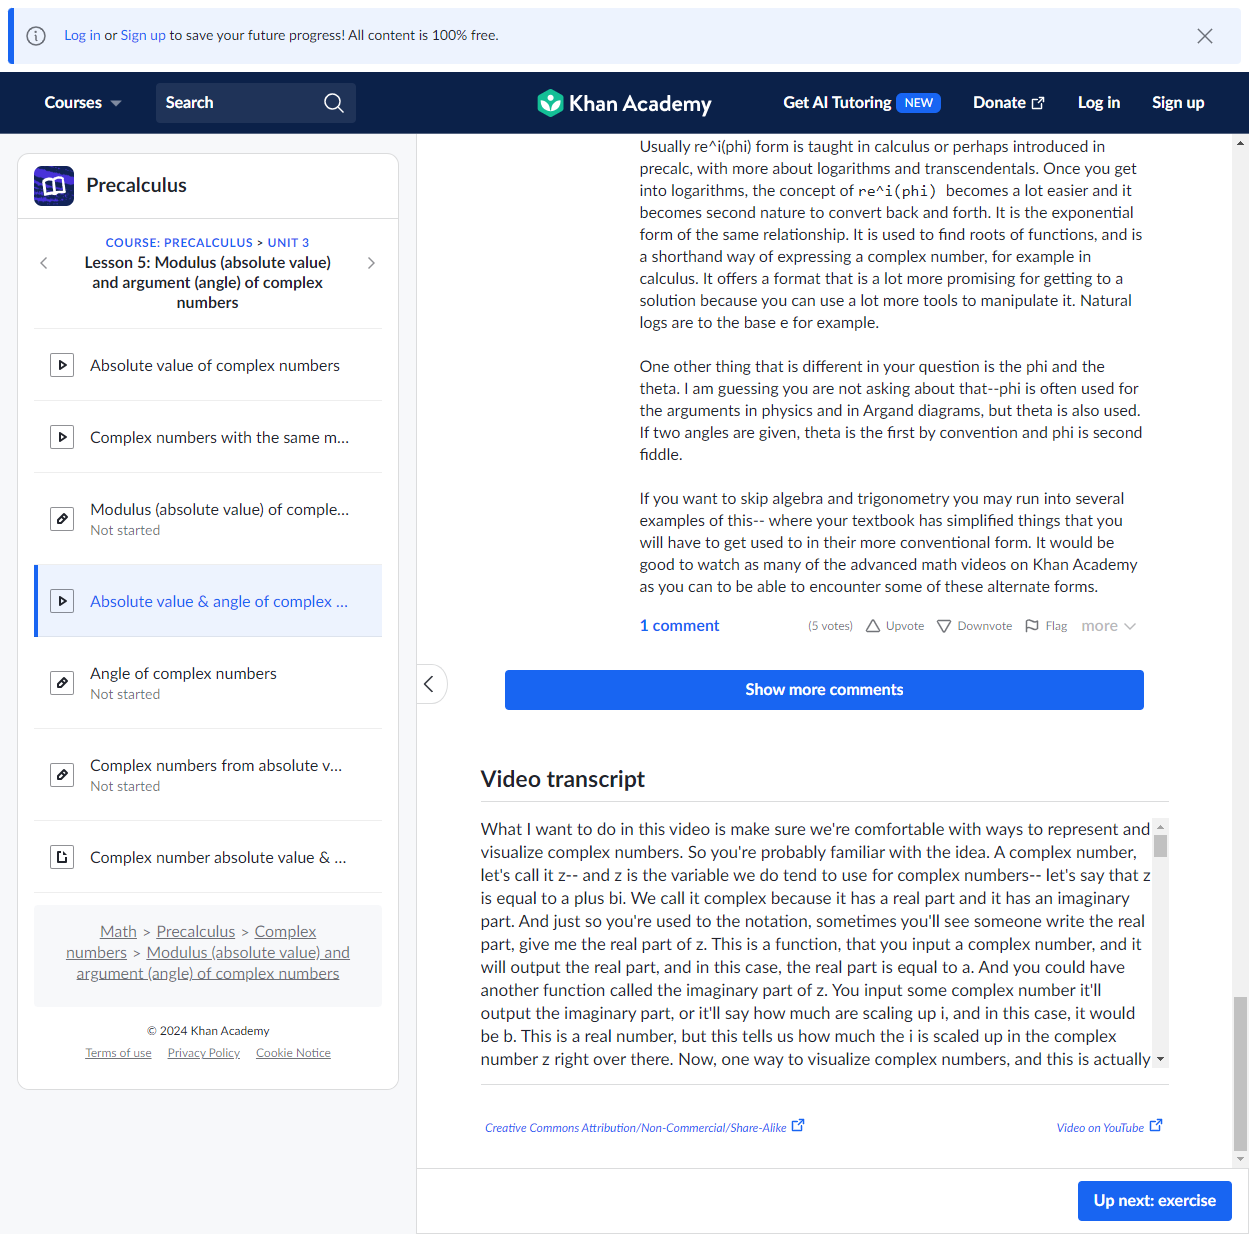 Log in or Sign up to save your future progress! All content is 100% free.
Courses
Search
Khan Academy
Get AI Tutoring NEW
Donate
Log in
Sign up
Precalculus
COURSE: PRECALCULUS > UNIT 3
Lesson 5: Modulus (absolute value)
and argument (angle) of complex
numbers
Absolute value of complex numbers
Complex numbers with the same m...
Modulus (absolute value) of comple...
Not started
Absolute value & angle of complex ...
Angle of complex numbers
Not started
Complex numbers from absolute v...
Not started
Complex number absolute value & ...
Math > Precalculus > Complex
numbers > Modulus (absolute value) and
argument (angle) of complex numbers
© 2024 Khan Academy
Terms of use Privacy Policy Cookie Notice
Usually re^i(phi) form is taught in calculus or perhaps introduced in
precalc, with more about logarithms and transcendentals. Once you get
into logarithms, the concept of re^i(phi) becomes a lot easier and it
becomes second nature to convert back and forth. It is the exponential
form of the same relationship. It is used to find roots of functions, and is
a shorthand way of expressing a complex number, for example in
calculus. It offers a format that is a lot more promising for getting to a
solution because you can use a lot more tools to manipulate it. Natural
logs are to the base e for example.
One other thing that is different in your question is the phi and the
theta. I am guessing you are not asking about that--phi is often used for
the arguments in physics and in Argand diagrams, but theta is also used.
If two angles are given, theta is the first by convention and phi is second
fiddle.
If you want to skip algebra and trigonometry you may run into several
examples of this-- where your textbook has simplified things that you
will have to get used to in their more conventional form. It would be
good to watch as many of the advanced math videos on Khan Academy
as you can to be able to encounter some of these alternate forms.
1 comment
(5 votes) Upvote Downvote Flag more
Show more comments
Video transcript
What I want to do in this video is make sure we're comfortable with ways to represent and
visualize complex numbers. So you're probably familiar with the idea. A complex number,
let's call it z-- and z is the variable we do tend to use for complex numbers-- let's say that z
is equal to a plus bi. We call it complex because it has a real part and it has an imaginary
part. And just so you're used to the notation, sometimes you'll see someone write the real
part, give me the real part of z. This is a function, that you input a complex number, and it
will output the real part, and in this case, the real part is equal to a. And you could have
another function called the imaginary part of z. You input some complex number it'll
output the imaginary part, or it'll say how much are scaling up i, and in this case, it would
be b. This is a real number, but this tells us how much the i is scaled up in the complex
number z right over there. Now, one way to visualize complex numbers, and this is actually
Creative Commons Attribution/Non-Commercial/Share-Alike
Video on YouTube
Up next: exercise